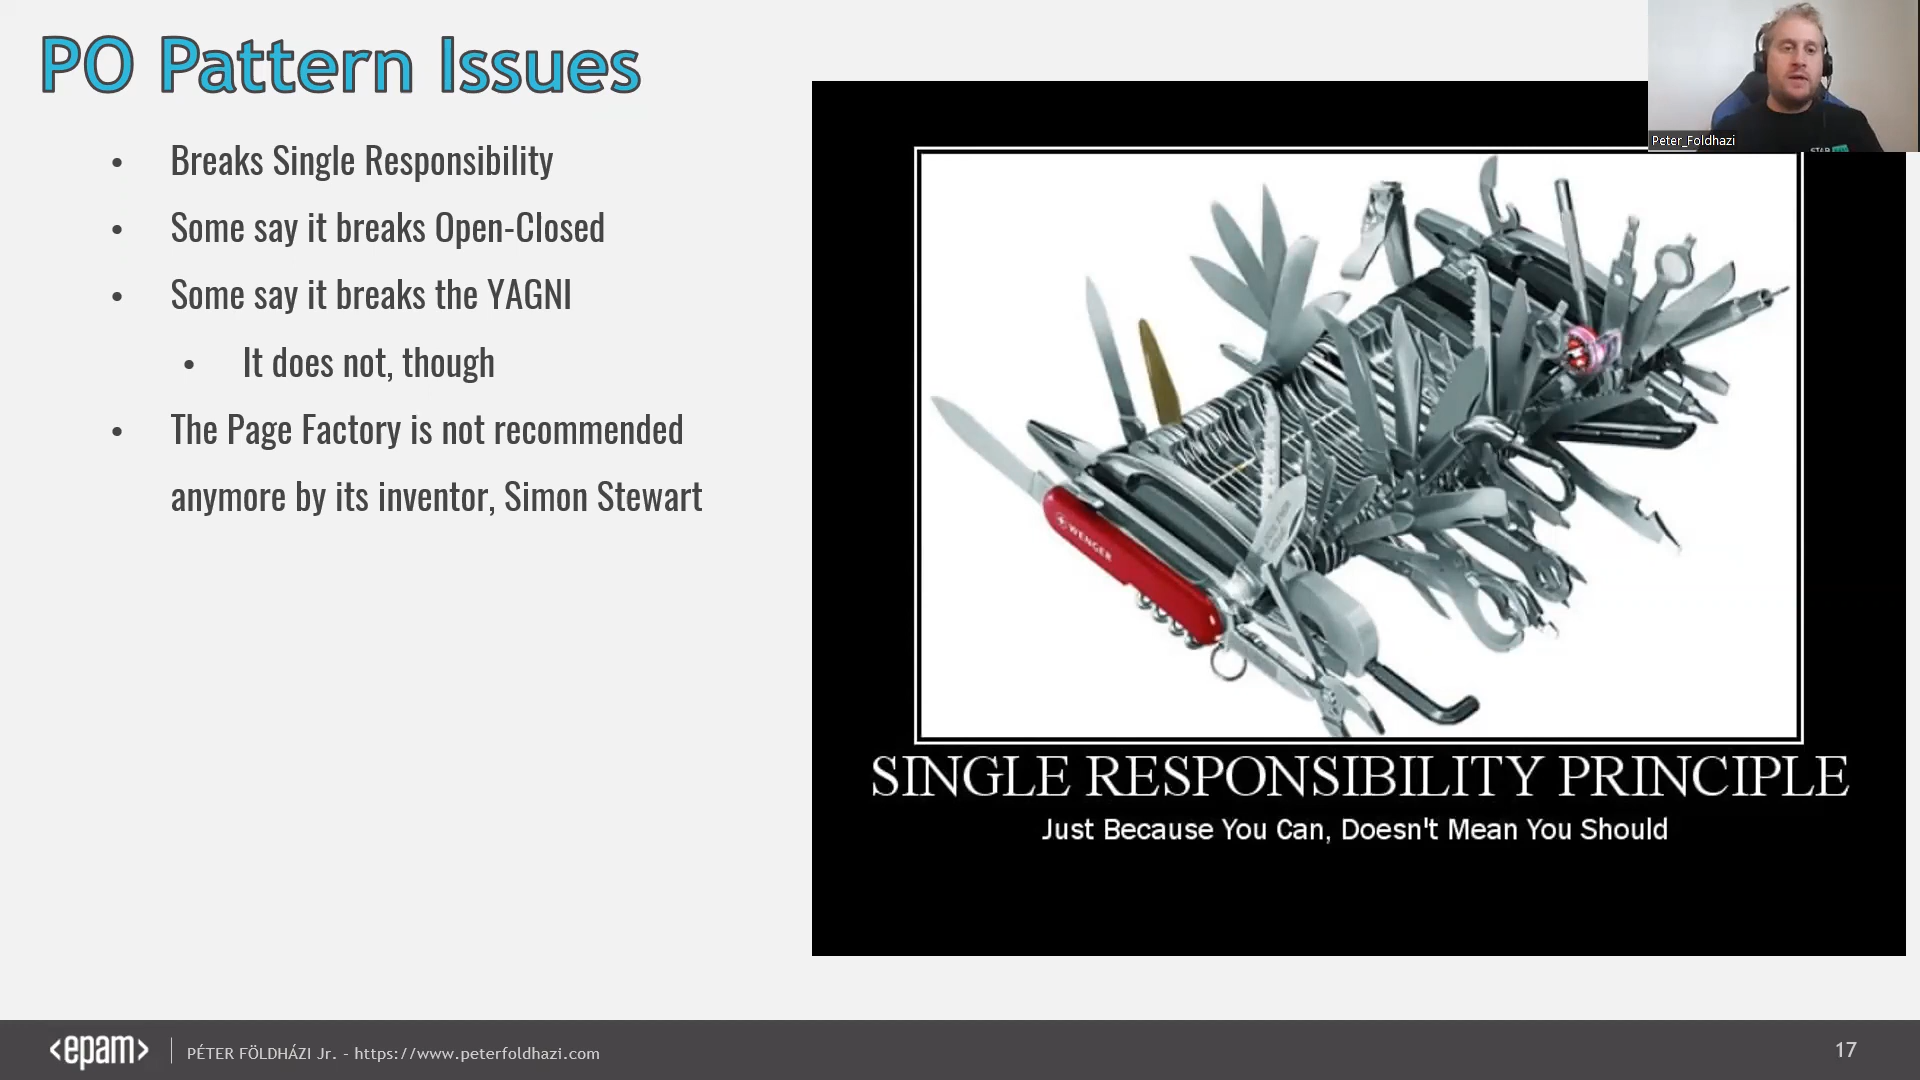 PO Pattern Issues
• Breaks Single Responsibility
• Some say it breaks Open-Closed
• Some say it breaks the YAGNI
• It does not, though
• The Page Factory is not recommended
anymore by its inventor, Simon Stewart
Peter_Foldhazi
WENGER
SINGLE RESPONSIBILITY PRINCIPLE
Just Because You Can, Doesn't Mean You Should
<epam>
PÉTER FÖLDHÁZI Jr. - https://www.peterfoldhazi.com
17